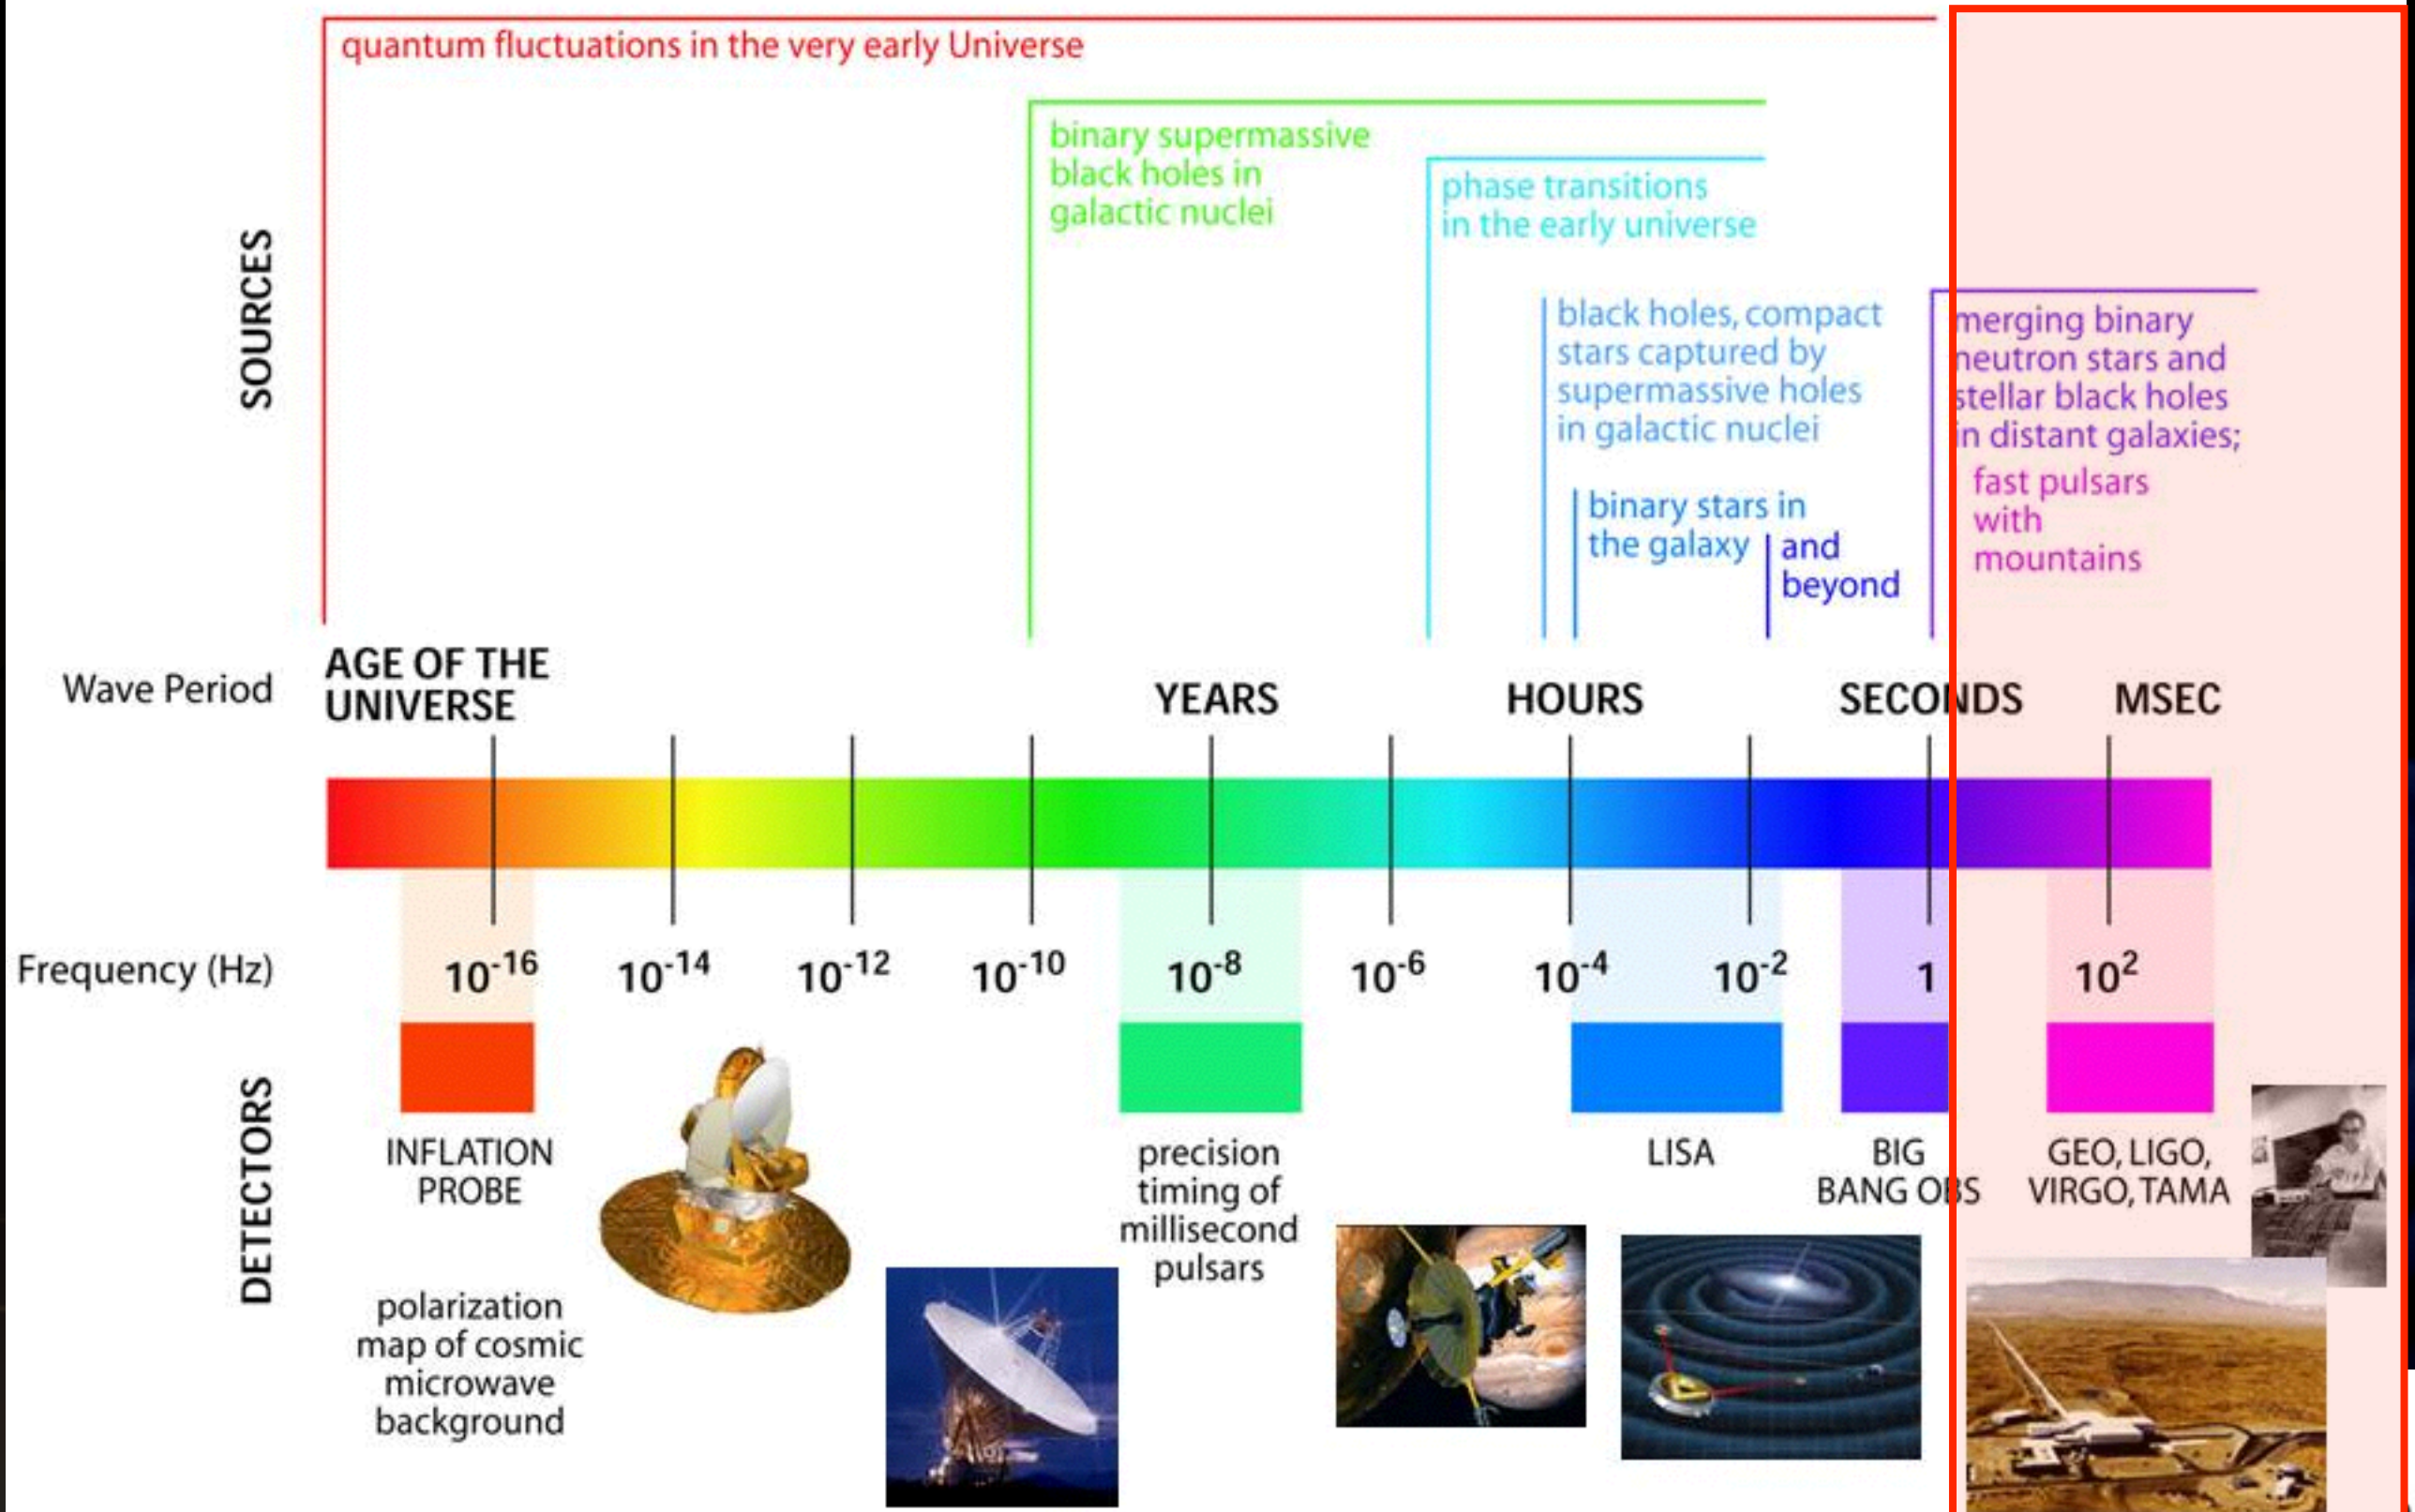 quantum fluctuations in the very early Universe
binary supermassive
black holes in
galactic nuclei
phase transitions
in the early universe
SOURCES
black holes, compact
stars captured by
supermassive holes
in galactic nuclei
merging binary
neutron stars and
stellar black holes
in distant galaxies;
fast pulsars
with
mountains
binary stars in
the galaxy
and
beyond
Wave Period
AGE OF THE
UNIVERSE
YEARS
HOURS
SECONDS
MSEC
Frequency (Hz)
10⁻¹⁶
10⁻¹⁴
10⁻¹²
10⁻¹⁰
10⁻⁸
10⁻⁶
10⁻⁴
10⁻²
1
10²
DETECTORS
INFLATION
PROBE
polarization
map of cosmic
microwave
background
precision
timing of
millisecond
pulsars
LISA
BIG
BANG OBS
GEO, LIGO,
VIRGO, TAMA